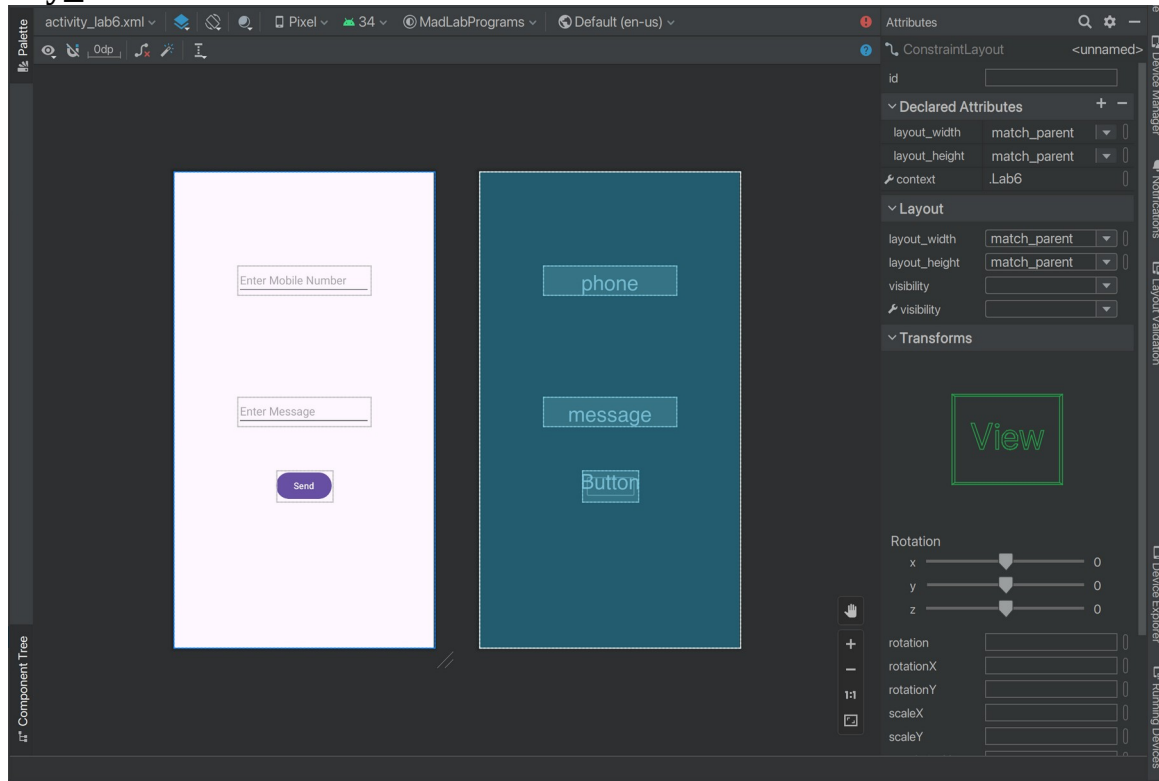 activity_lab6.xml Pixel 34 MadLabPrograms Default (en-us)
0dp
Palette
Component Tree
Enter Mobile Number
Enter Message
Send
phone
message
Button
1:1
Attributes
ConstraintLayout <unnamed>
id
Declared Attributes
layout_width match_parent
layout_height match_parent
context .Lab6
Layout
layout_width match_parent
layout_height match_parent
visibility
visibility
Transforms
View
Rotation
x 0
y 0
z 0
rotation
rotationX
rotationY
scaleX
scaleY
Device Manager
Notifications
Layout Validation
Device Explorer
Running Devices